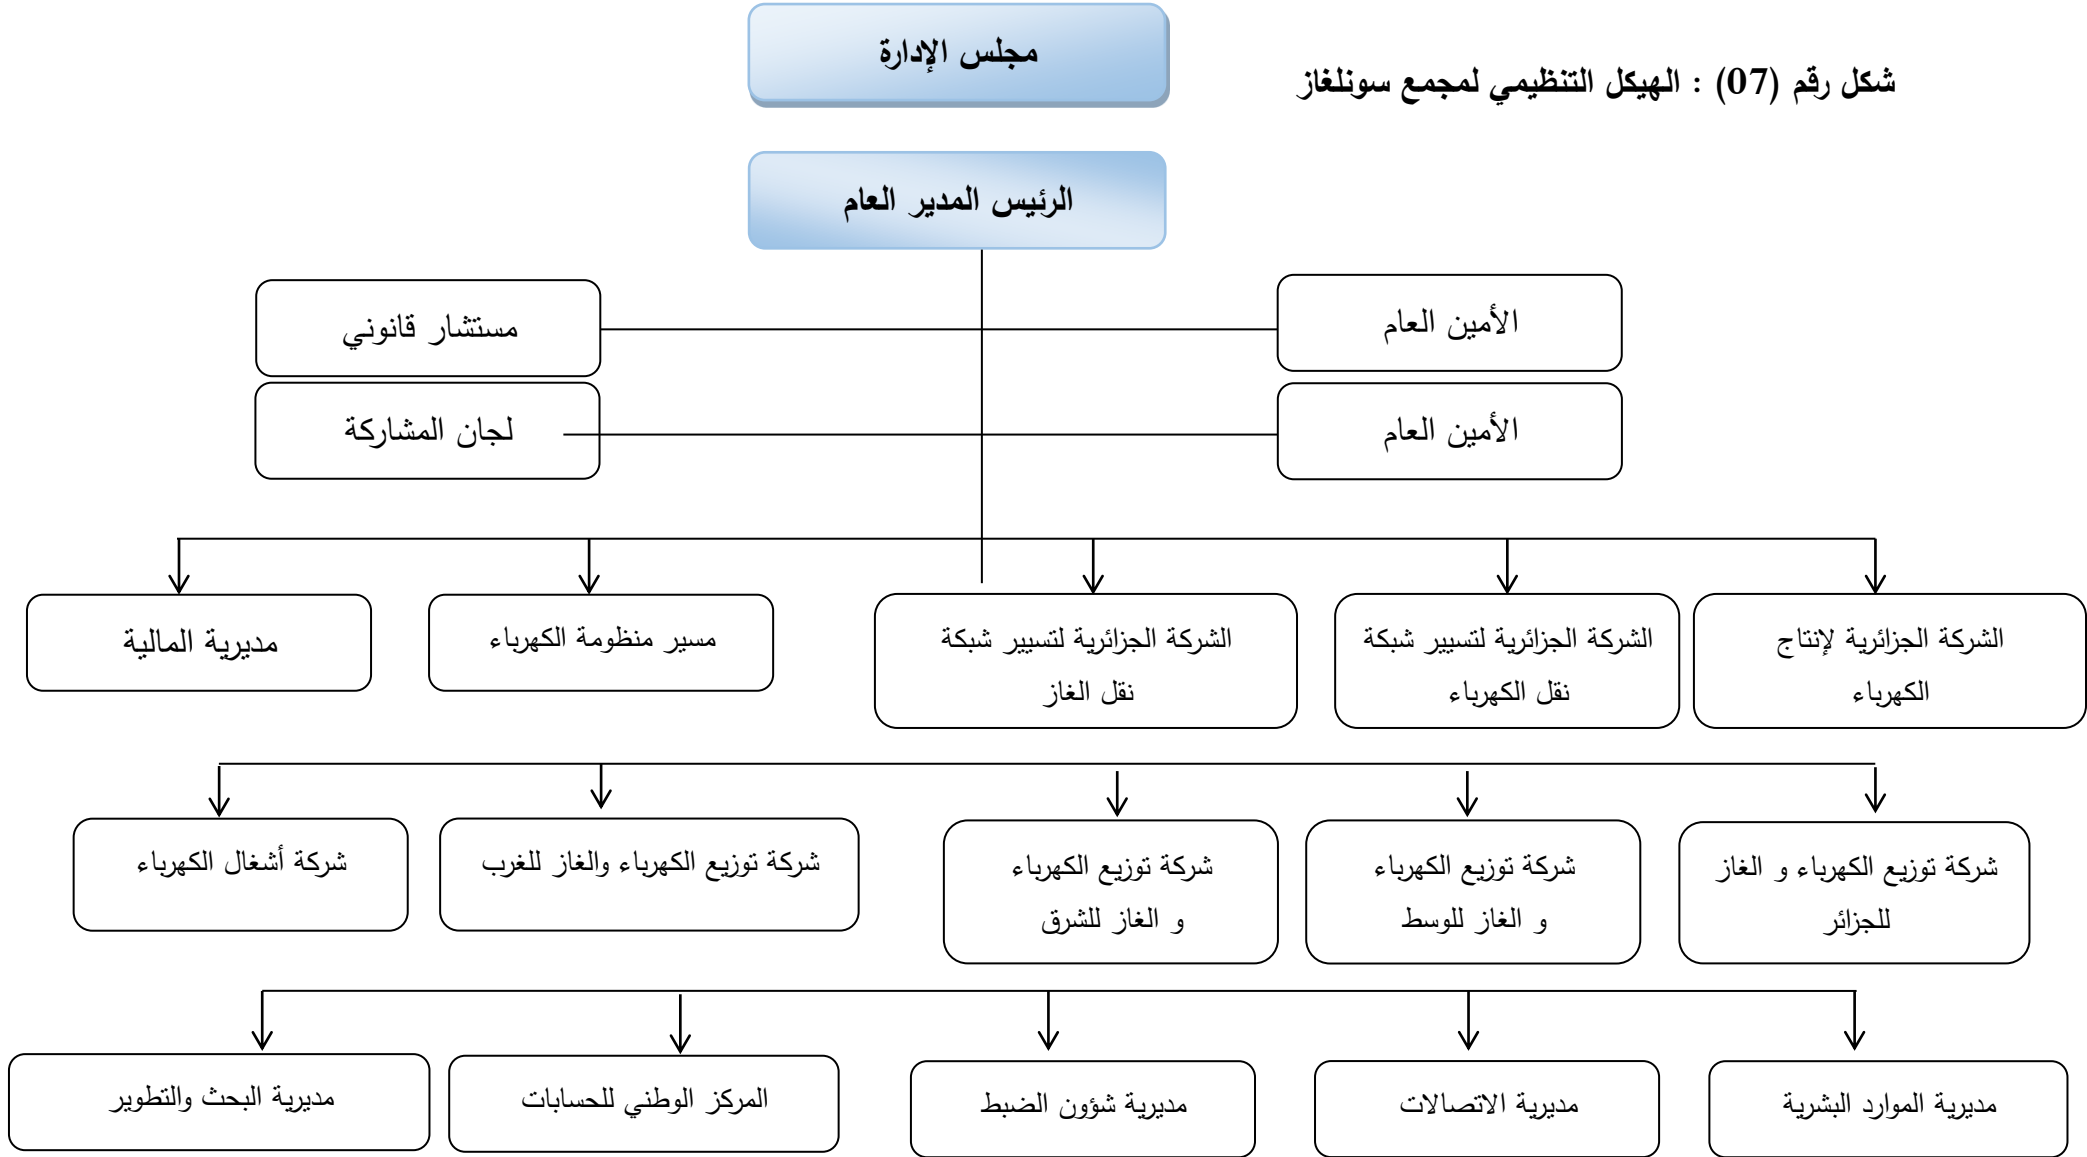 مجلس الإدارة
شكل رقم (07) : الهيكل التنظيمي لمجمع سونلغاز
الرئيس المدير العام
الأمين العام
مستشار قانوني
الأمين العام
لجان المشاركة
الشركة الجزائرية لإنتاج
الكهرباء
الشركة الجزائرية لتسيير شبكة
نقل الكهرباء
الشركة الجزائرية لتسيير شبكة
نقل الغاز
مسير منظومة الكهرباء
مديرية المالية
شركة توزيع الكهرباء و الغاز
للجزائر
شركة توزيع الكهرباء
و الغاز للوسط
شركة توزيع الكهرباء
و الغاز للشرق
شركة توزيع الكهرباء والغاز للغرب
شركة أشغال الكهرباء
مديرية الموارد البشرية
مديرية الاتصالات
مديرية شؤون الضبط
المركز الوطني للحسابات
مديرية البحث والتطوير